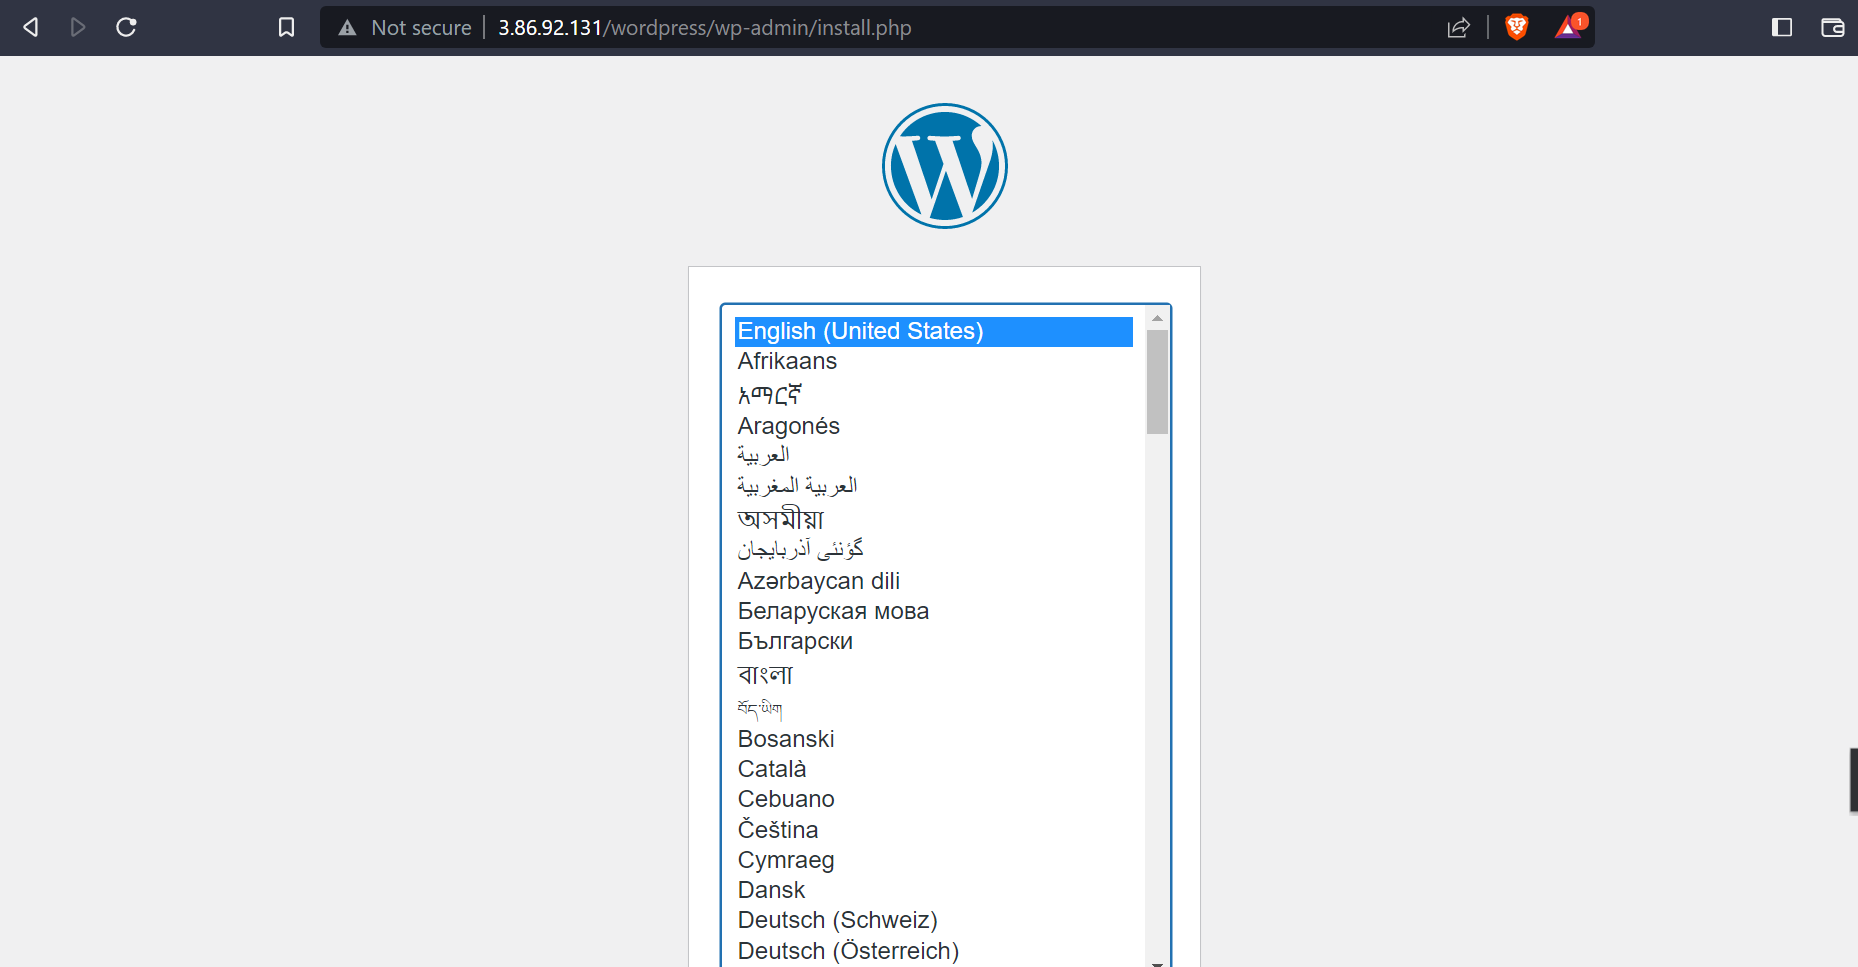 Not secure | 3.86.92.131/wordpress/wp-admin/install.php
1
English (United States)
Afrikaans
አማርኛ
Aragonés
العربية
العربية المغربية
অসমীয়া
گؤنئی آذربایجان
Azərbaycan dili
Беларуская мова
Български
বাংলা
བོད་ཡིག
Bosanski
Català
Cebuano
Čeština
Cymraeg
Dansk
Deutsch (Schweiz)
Deutsch (Österreich)